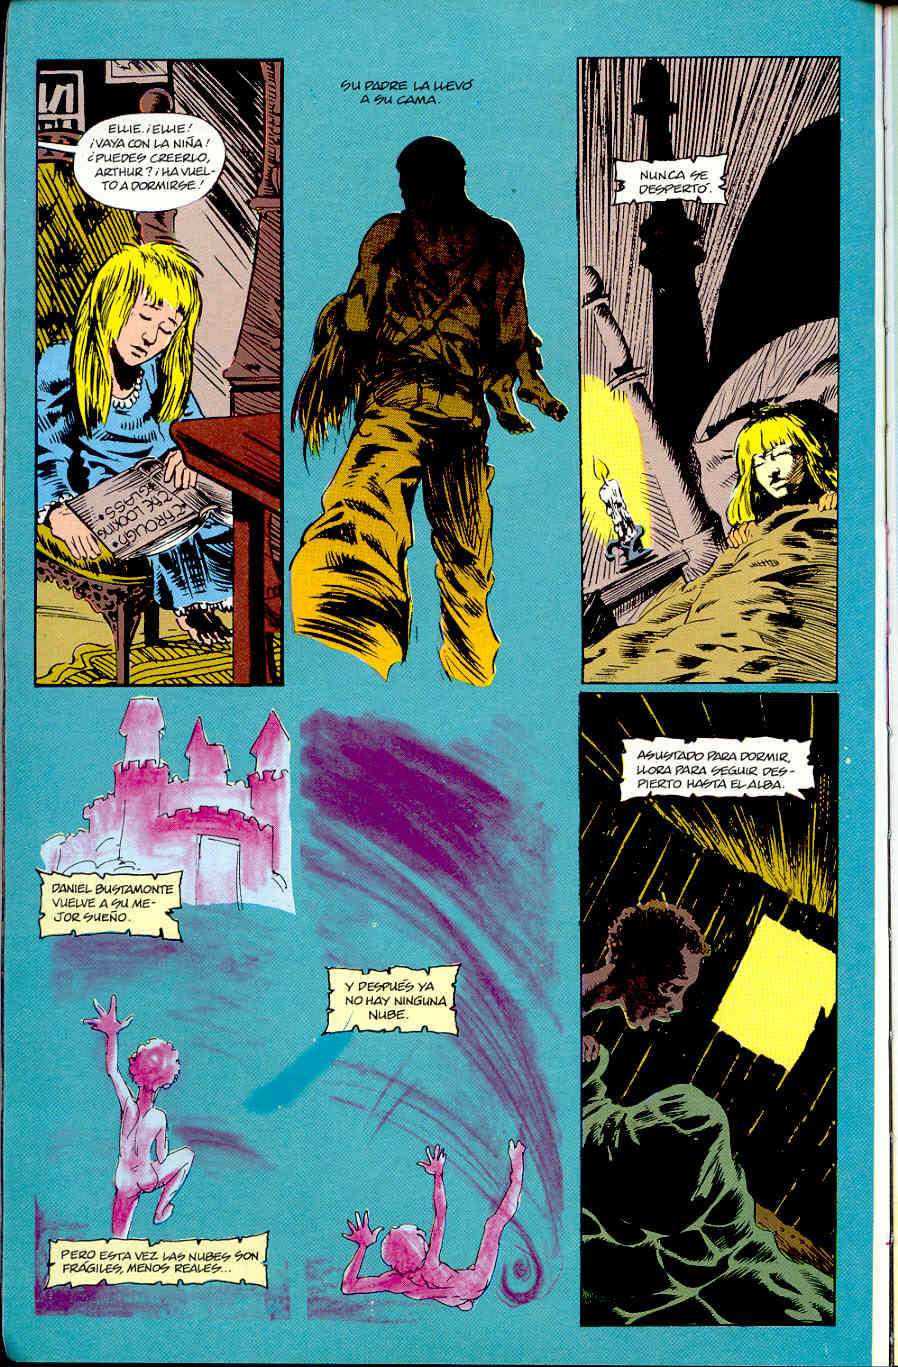 ELLIE. ¡ELLIE!
¡VAYA CON LA NIÑA!
¿PUEDES CREERLO,
ARTHUR? ¡HA VUEL-
TO A DORMIRSE!
THROUGH
THE LOOKING
GLASS
SU PADRE LA LLEVÓ
A SU CAMA.
NUNCA SE
DESPERTÓ.
DANIEL BUSTAMONTE
VUELVE A SU ME-
JOR SUEÑO.
PERO ESTA VEZ LAS NUBES SON
FRÁGILES, MENOS REALES...
Y DESPUÉS YA
NO HAY NINGUNA
NUBE.
ASUSTADO PARA DORMIR,
LLORA PARA SEGUIR DES-
PIERTO HASTA EL ALBA.